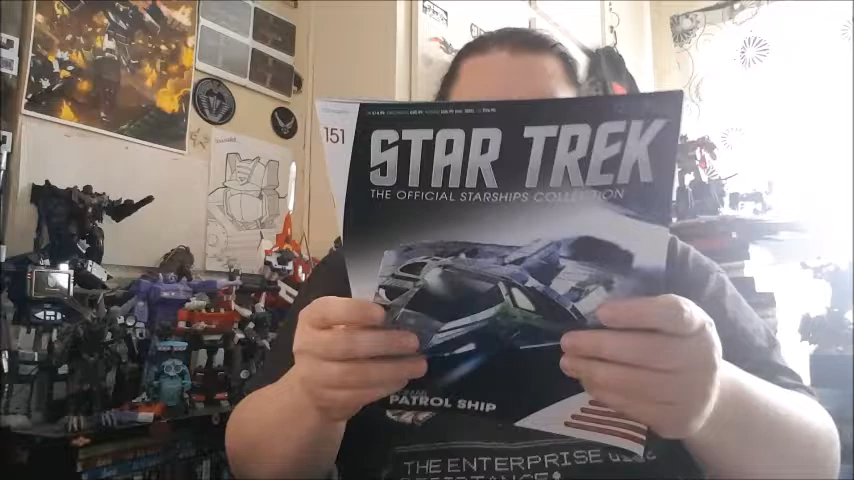 151
STAR TREK
THE OFFICIAL STARSHIPS COLLECTION
PATROL SHIP
THE ENTERPRISE